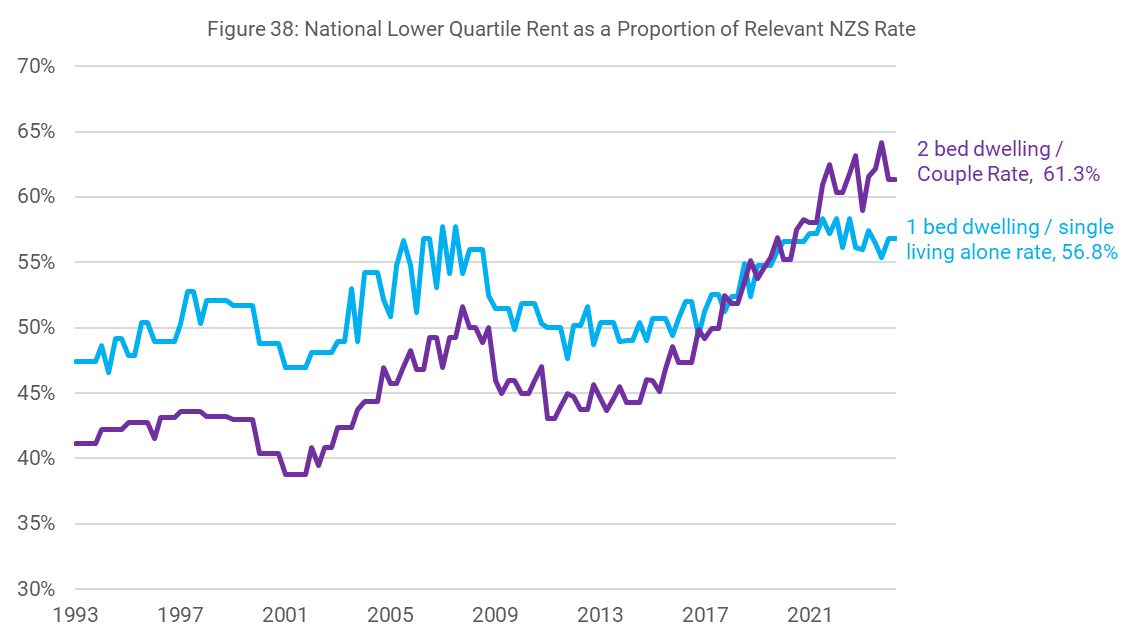 Figure 38: National Lower Quartile Rent as a Proportion of Relevant NZS Rate
70%
65%
60%
55%
50%
45%
40%
35%
30%
1993 1997 2001 2005 2009 2013 2017 2021
2 bed dwelling /
Couple Rate,  61.3%
1 bed dwelling / single
living alone rate, 56.8%